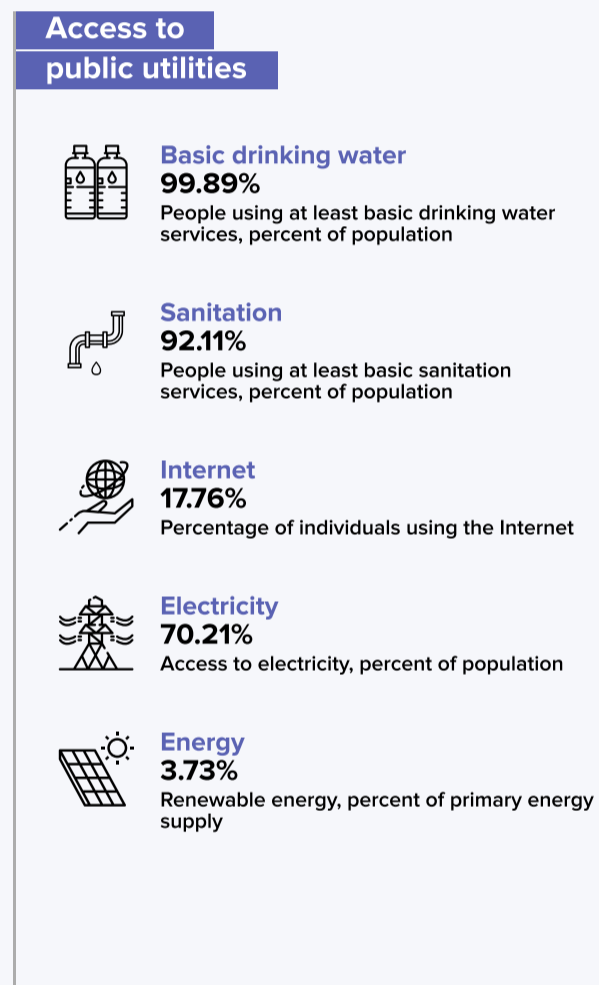 Access to
public utilities
Basic drinking water
99.89%
People using at least basic drinking water
services, percent of population
Sanitation
92.11%
People using at least basic sanitation
services, percent of population
Internet
17.76%
Percentage of individuals using the Internet
Electricity
70.21%
Access to electricity, percent of population
Energy
3.73%
Renewable energy, percent of primary energy
supply